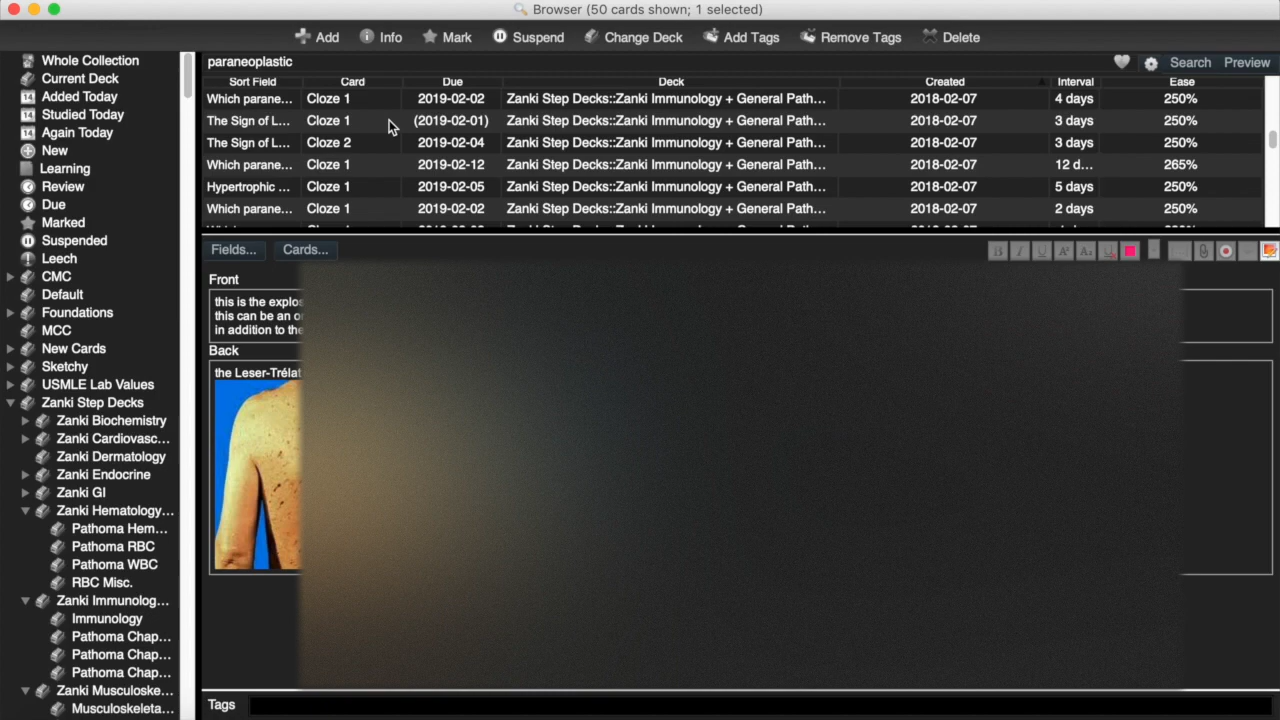 Browser (50 cards shown; 1 selected)
Add Info Mark Suspend Change Deck Add Tags Remove Tags Delete
Whole Collection
Current Deck
Added Today
Studied Today
Again Today
New
Learning
Review
Due
Marked
Suspended
Leech
CMC
Default
Foundations
MCC
New Cards
Sketchy
USMLE Lab Values
Zanki Step Decks
Zanki Biochemistry
Zanki Cardiovasc...
Zanki Dermatology
Zanki Endocrine
Zanki GI
Zanki Hematology...
Pathoma Hem...
Pathoma RBC
Pathoma WBC
RBC Misc.
Zanki Immunolog...
Immunology
Pathoma Chap...
Pathoma Chap...
Pathoma Chap...
Zanki Musculoske...
Musculoskeleta...
paraneoplastic Search Preview
Sort Field Card Due Deck Created Interval Ease
Which parane... Cloze 1 2019-02-02 Zanki Step Decks::Zanki Immunology + General Path... 2018-02-07 4 days 250%
The Sign of L... Cloze 1 (2019-02-01) Zanki Step Decks::Zanki Immunology + General Path... 2018-02-07 3 days 250%
The Sign of L... Cloze 2 2019-02-04 Zanki Step Decks::Zanki Immunology + General Path... 2018-02-07 3 days 250%
Which parane... Cloze 1 2019-02-12 Zanki Step Decks::Zanki Immunology + General Path... 2018-02-07 12 d... 265%
Hypertrophic ... Cloze 1 2019-02-05 Zanki Step Decks::Zanki Immunology + General Path... 2018-02-07 5 days 250%
Which parane... Cloze 1 2019-02-02 Zanki Step Decks::Zanki Immunology + General Path... 2018-02-07 2 days 250%
Fields... Cards...
Front
this is the explos
this can be an or
in addition to the
Back
the Leser-Trélat
Tags